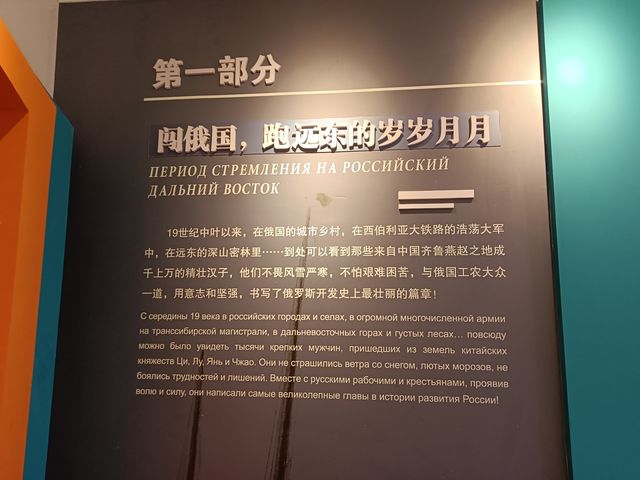 第一部分
闯俄国，跑远东的岁岁月月
ПЕРИОД СТРЕМЛЕНИЯ НА РОССИЙСКИЙ
ДАЛЬНИЙ ВОСТОК
19世纪中叶以来，在俄国的城市乡村，在西伯利亚大铁路的浩荡大军
中，在远东的深山密林里……到处可以看到那些来自中国齐鲁燕赵之地成
千上万的精壮汉子，他们不畏风雪严寒，不怕艰难困苦，与俄国工农大众
一道，用意志和坚强，书写了俄罗斯开发史上最壮丽的篇章！
С середины 19 века в российских городах и селах, в огромной многочисленной армии
на транссибирской магистрали, в дальневосточных горах и густых лесах... повсюду
можно было увидеть тысячи крепких мужчин, пришедших из земель китайских
княжеств Ци, Лу, Янь и Чжао. Они не страшились ветра со снегом, лютых морозов, не
боялись трудностей и лишений. Вместе с русскими рабочими и крестьянами, проявив
волю и силу, они написали самые великолепные главы в истории развития России!